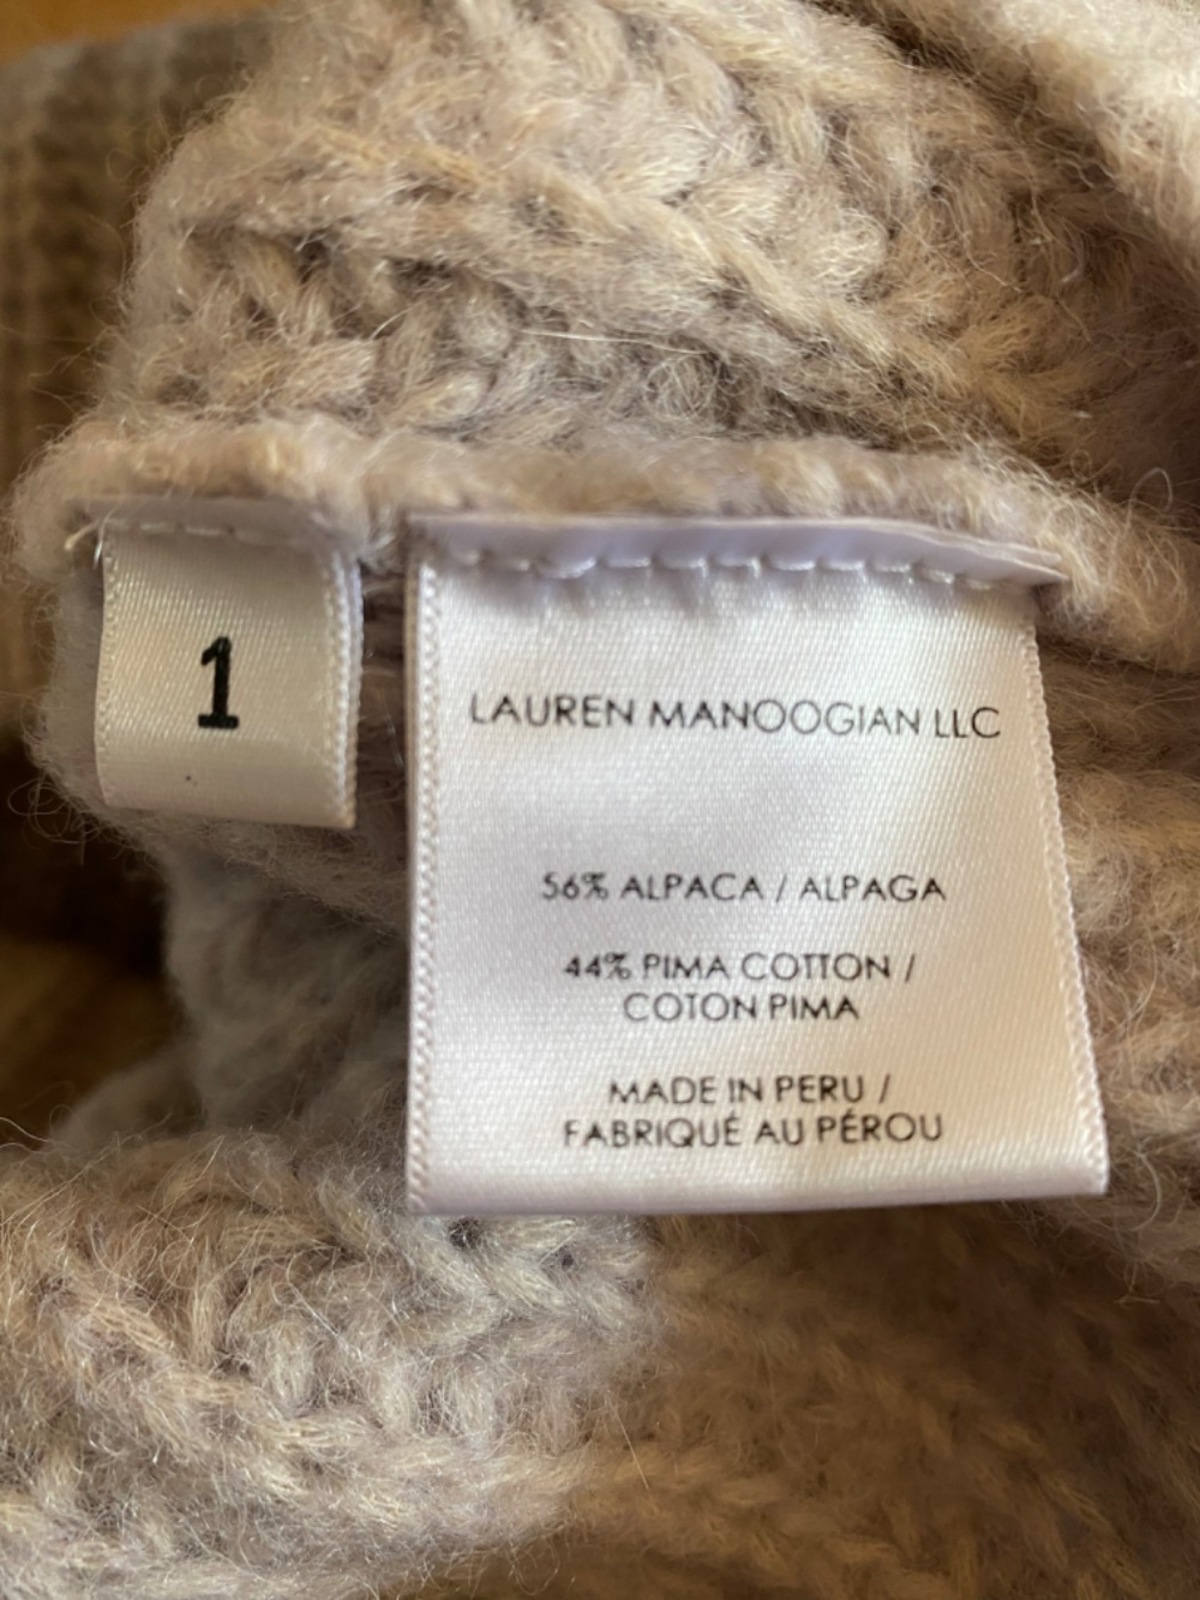 1
LAUREN MANOOGIAN LLC
56% ALPACA / ALPAGA
44% PIMA COTTON /
COTON PIMA
MADE IN PERU /
FABRIQUÉ AU PÉROU